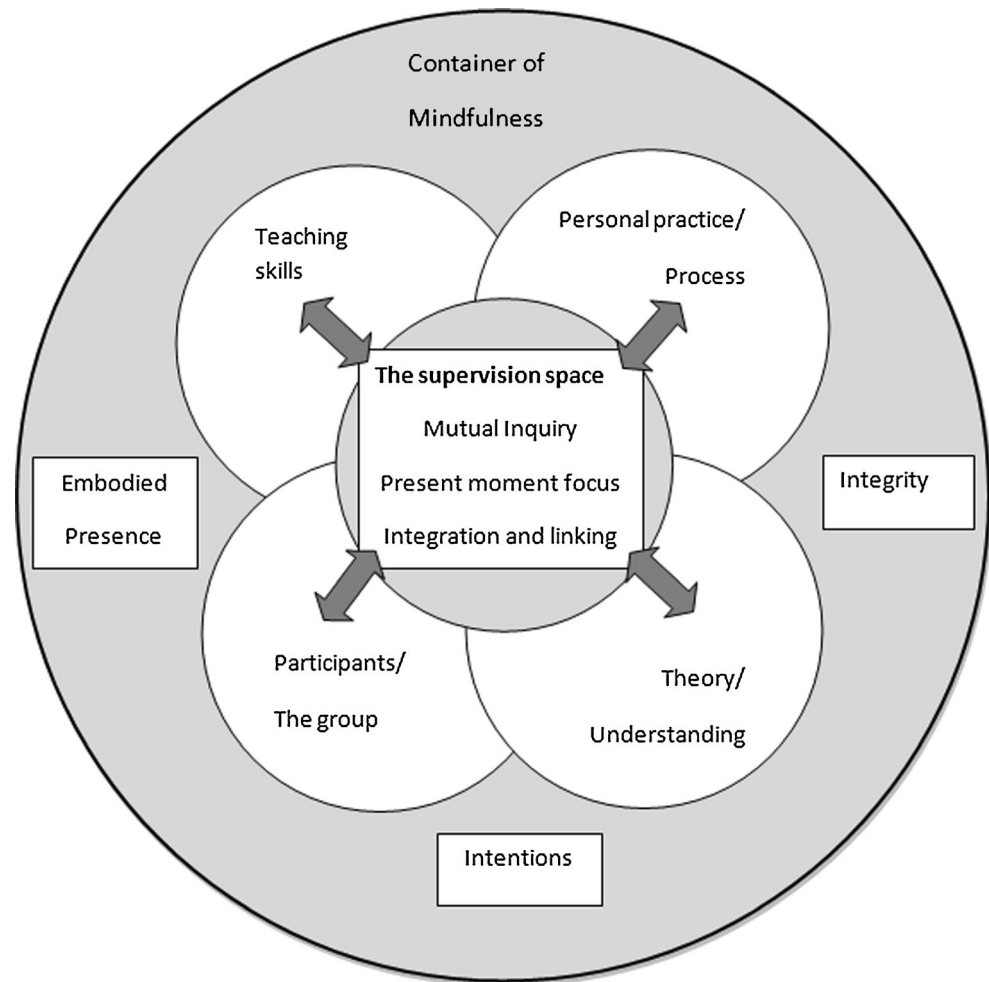 Container of
Mindfulness
Teaching
skills
Personal practice/
Process
The supervision space
Mutual Inquiry
Present moment focus
Integration and linking
Embodied
Presence
Integrity
Participants/
The group
Theory/
Understanding
Intentions